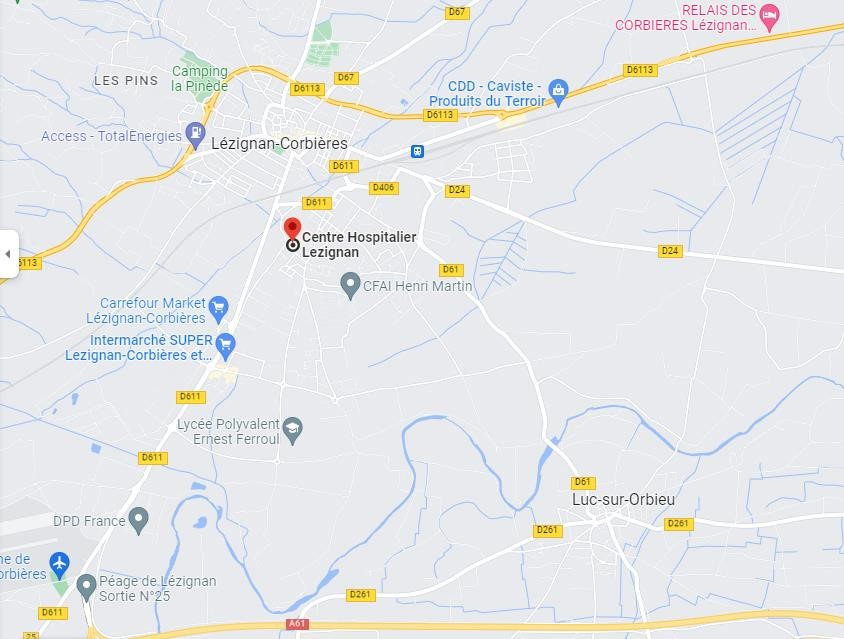 D67
RELAIS DES
CORBIERES Lézignan...
LES PINS
Camping
la Pinède
D67
D6113
D6113
CDD - Caviste -
Produits du Terroir
D6113
Access - TotalEnergies
Lézignan-Corbières
D611
D406
D24
D611
Centre Hospitalier
Lezignan
D24
6113
D61
CFAI Henri Martin
Carrefour Market
Lézignan-Corbières
Intermarché SUPER
Lezignan-Corbières et...
D611
Lycée Polyvalent
Ernest Ferroul
D611
D61
Luc-sur-Orbieu
DPD France
D261
D261
ne de
orbières
Péage de Lézignan
Sortie N°25
D261
D611
A61
25